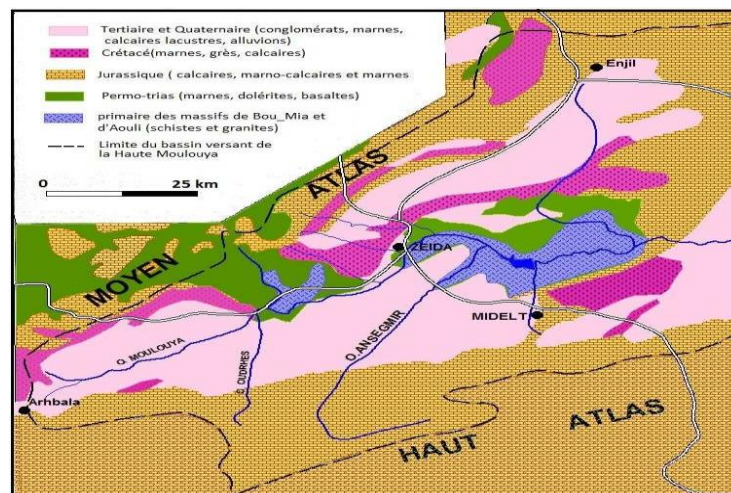 Tertiaire et Quaternaire (conglomérats, marnes,
calcaires lacustres, alluvions)
Crétacé(marnes, grès, calcaires)
Jurassique ( calcaires, marno-calcaires et marnes
Permo-trias (marnes, dolérites, basaltes)
primaire des massifs de Bou_Mia et
d'Aouli (schistes et granites)
Limite du bassin versant de
la Haute Moulouya
0 25 km
Enjil
MOYEN ATLAS
ZEIDA
MIDELT
O. MOULOUYA
O. OUDRHES
O.ANSEGMIR
Arhbala
HAUT ATLAS